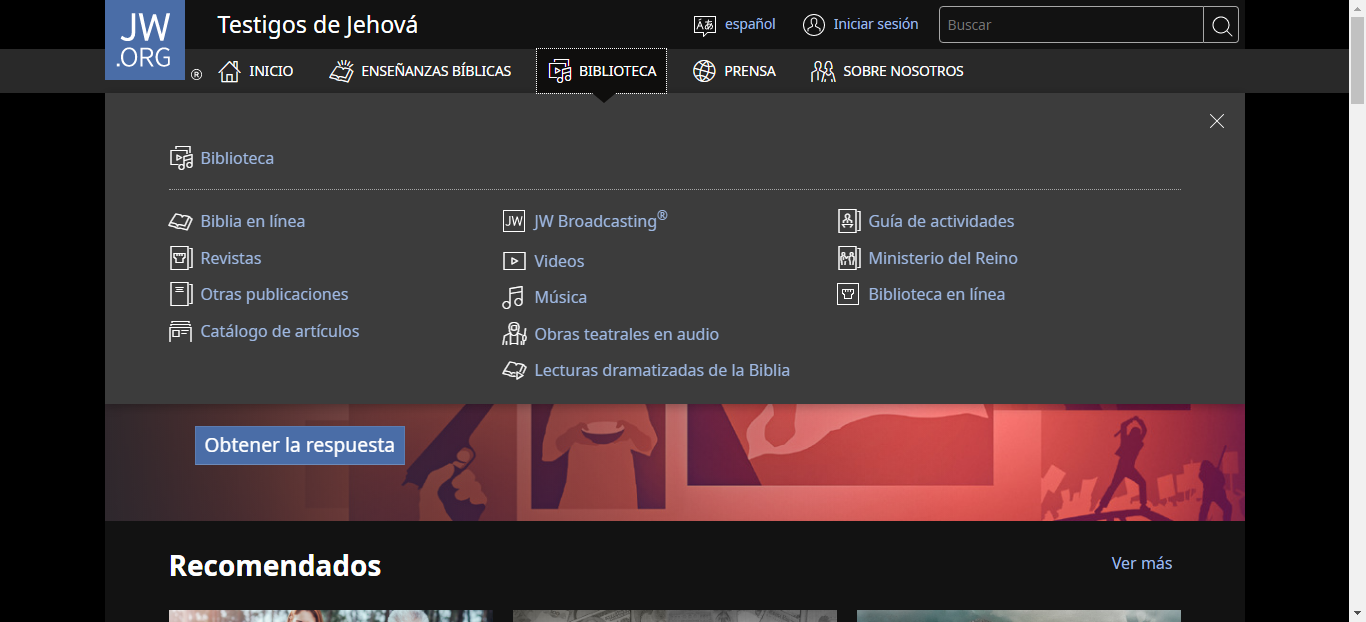 JW
.ORG
®
Testigos de Jehová
español
Iniciar sesión
Buscar
INICIO
ENSEÑANZAS BÍBLICAS
BIBLIOTECA
PRENSA
SOBRE NOSOTROS
Biblioteca
Biblia en línea
Revistas
Otras publicaciones
Catálogo de artículos
JW Broadcasting®
Videos
Música
Obras teatrales en audio
Lecturas dramatizadas de la Biblia
Guía de actividades
Ministerio del Reino
Biblioteca en línea
Obtener la respuesta
Recomendados
Ver más